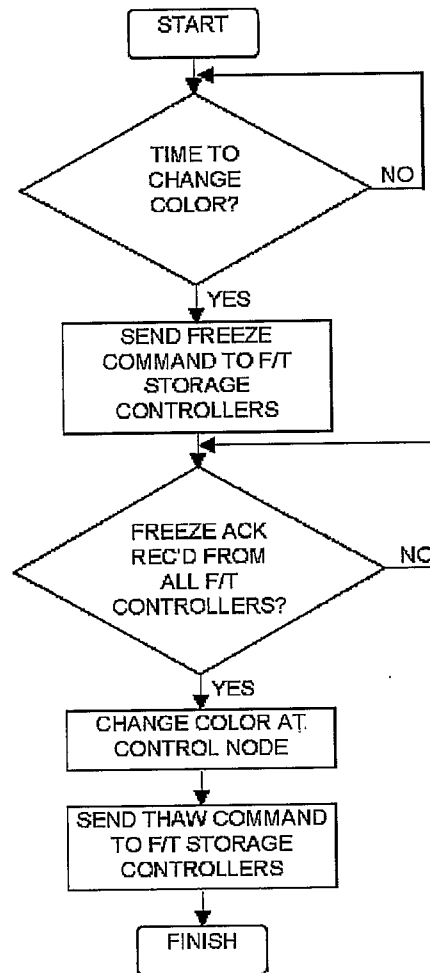 START
TIME TO
CHANGE
COLOR?
NO
YES
SEND FREEZE
COMMAND TO F/T
STORAGE
CONTROLLERS
FREEZE ACK
REC'D FROM
ALL F/T
CONTROLLERS?
NO
YES
CHANGE COLOR AT
CONTROL NODE
SEND THAW COMMAND
TO F/T STORAGE
CONTROLLERS
FINISH